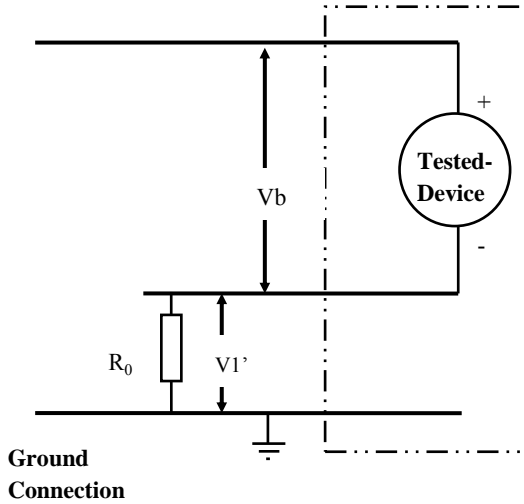 +
Tested-
Device
Vb
-
R₀
V1’
Ground
Connection